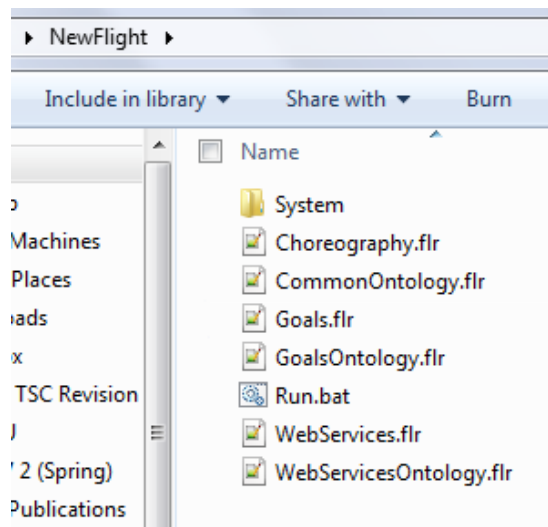 NewFlight
Include in library Share with Burn
Name
System
Machines Choreography.flr
Places CommonOntology.flr
Goals.flr
GoalsOntology.flr
TSC Revision Run.bat
WebServices.flr
2 (Spring) WebServicesOntology.flr
Publications